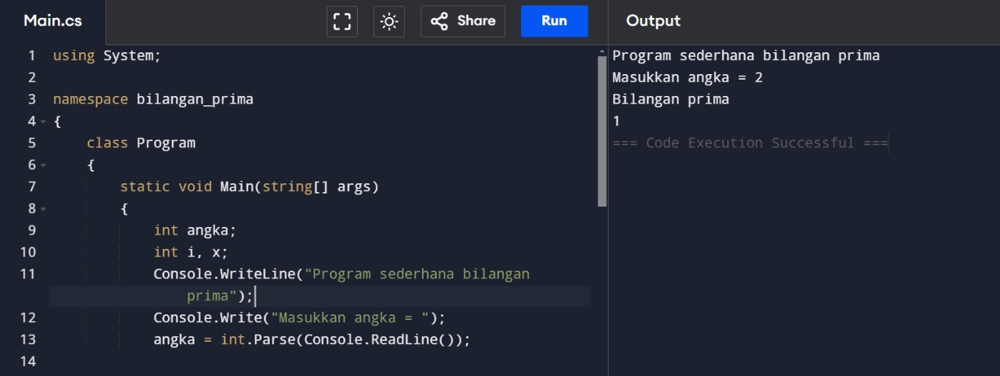 Main.cs
Share
Run
Output
1 using System;
2
3 namespace bilangan_prima
4 {
5 class Program
6 {
7 static void Main(string[] args)
8 {
9 int angka;
10 int i, x;
11 Console.WriteLine("Program sederhana bilangan
prima");
12 Console.Write("Masukkan angka = ");
13 angka = int.Parse(Console.ReadLine());
14
Program sederhana bilangan prima
Masukkan angka = 2
Bilangan prima
1
=== Code Execution Successful ===